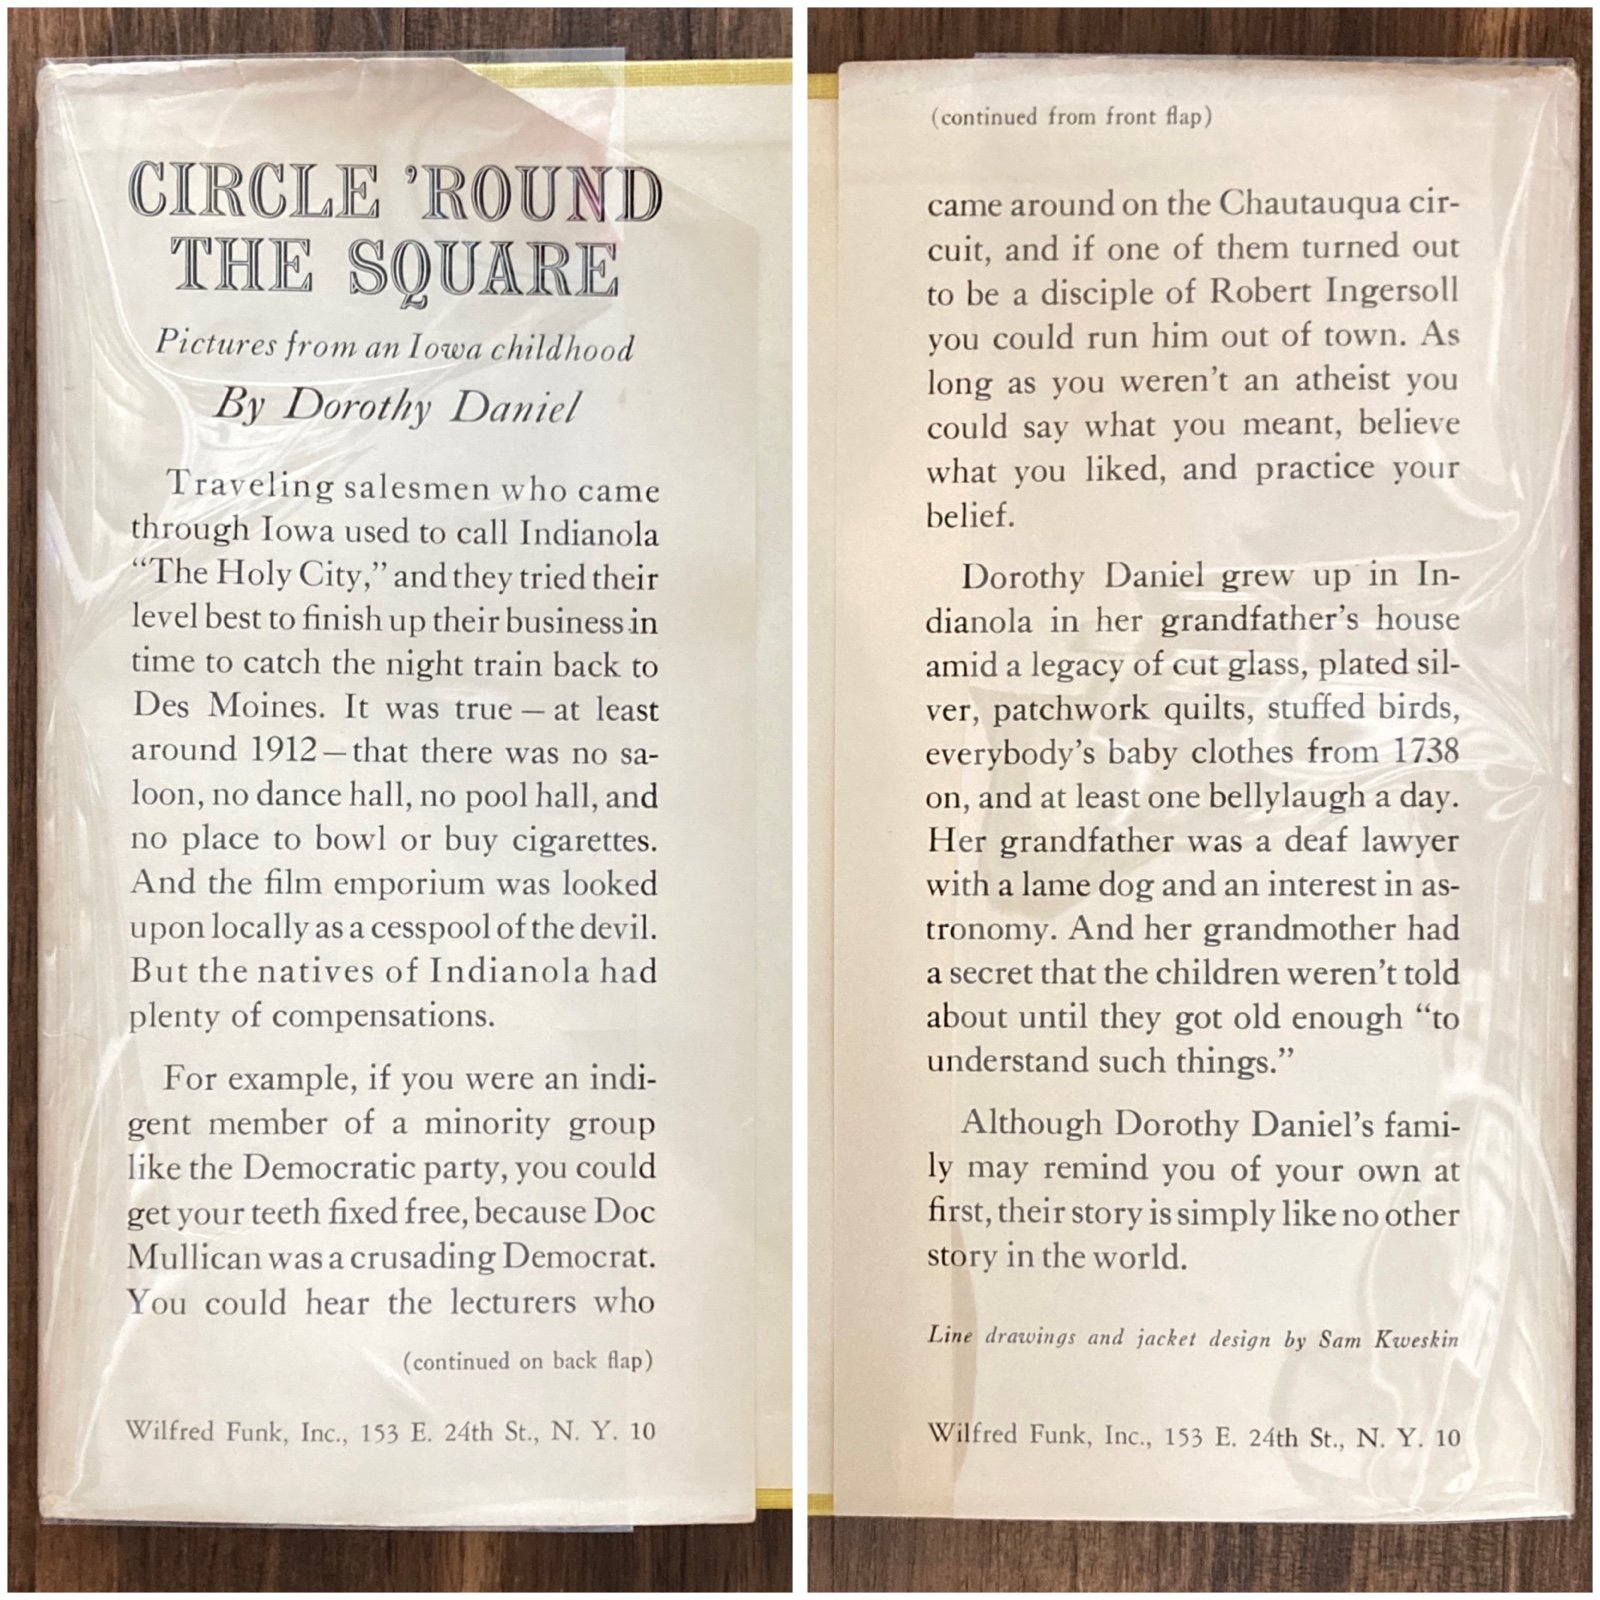 CIRCLE ’ROUND
THE SQUARE
Pictures from an Iowa childhood
By Dorothy Daniel
Traveling salesmen who came
through Iowa used to call Indianola
“The Holy City,” and they tried their
level best to finish up their business in
time to catch the night train back to
Des Moines. It was true — at least
around 1912 — that there was no sa-
loon, no dance hall, no pool hall, and
no place to bowl or buy cigarettes.
And the film emporium was looked
upon locally as a cesspool of the devil.
But the natives of Indianola had
plenty of compensations.
For example, if you were an indi-
gent member of a minority group
like the Democratic party, you could
get your teeth fixed free, because Doc
Mullican was a crusading Democrat.
You could hear the lecturers who
(continued on back flap)
Wilfred Funk, Inc., 153 E. 24th St., N. Y. 10
(continued from front flap)
came around on the Chautauqua cir-
cuit, and if one of them turned out
to be a disciple of Robert Ingersoll
you could run him out of town. As
long as you weren’t an atheist you
could say what you meant, believe
what you liked, and practice your
belief.
Dorothy Daniel grew up in In-
dianola in her grandfather’s house
amid a legacy of cut glass, plated sil-
ver, patchwork quilts, stuffed birds,
everybody’s baby clothes from 1738
on, and at least one bellylaugh a day.
Her grandfather was a deaf lawyer
with a lame dog and an interest in as-
tronomy. And her grandmother had
a secret that the children weren’t told
about until they got old enough “to
understand such things.”
Although Dorothy Daniel’s fami-
ly may remind you of your own at
first, their story is simply like no other
story in the world.
Line drawings and jacket design by Sam Kweskin
Wilfred Funk, Inc., 153 E. 24th St., N. Y. 10